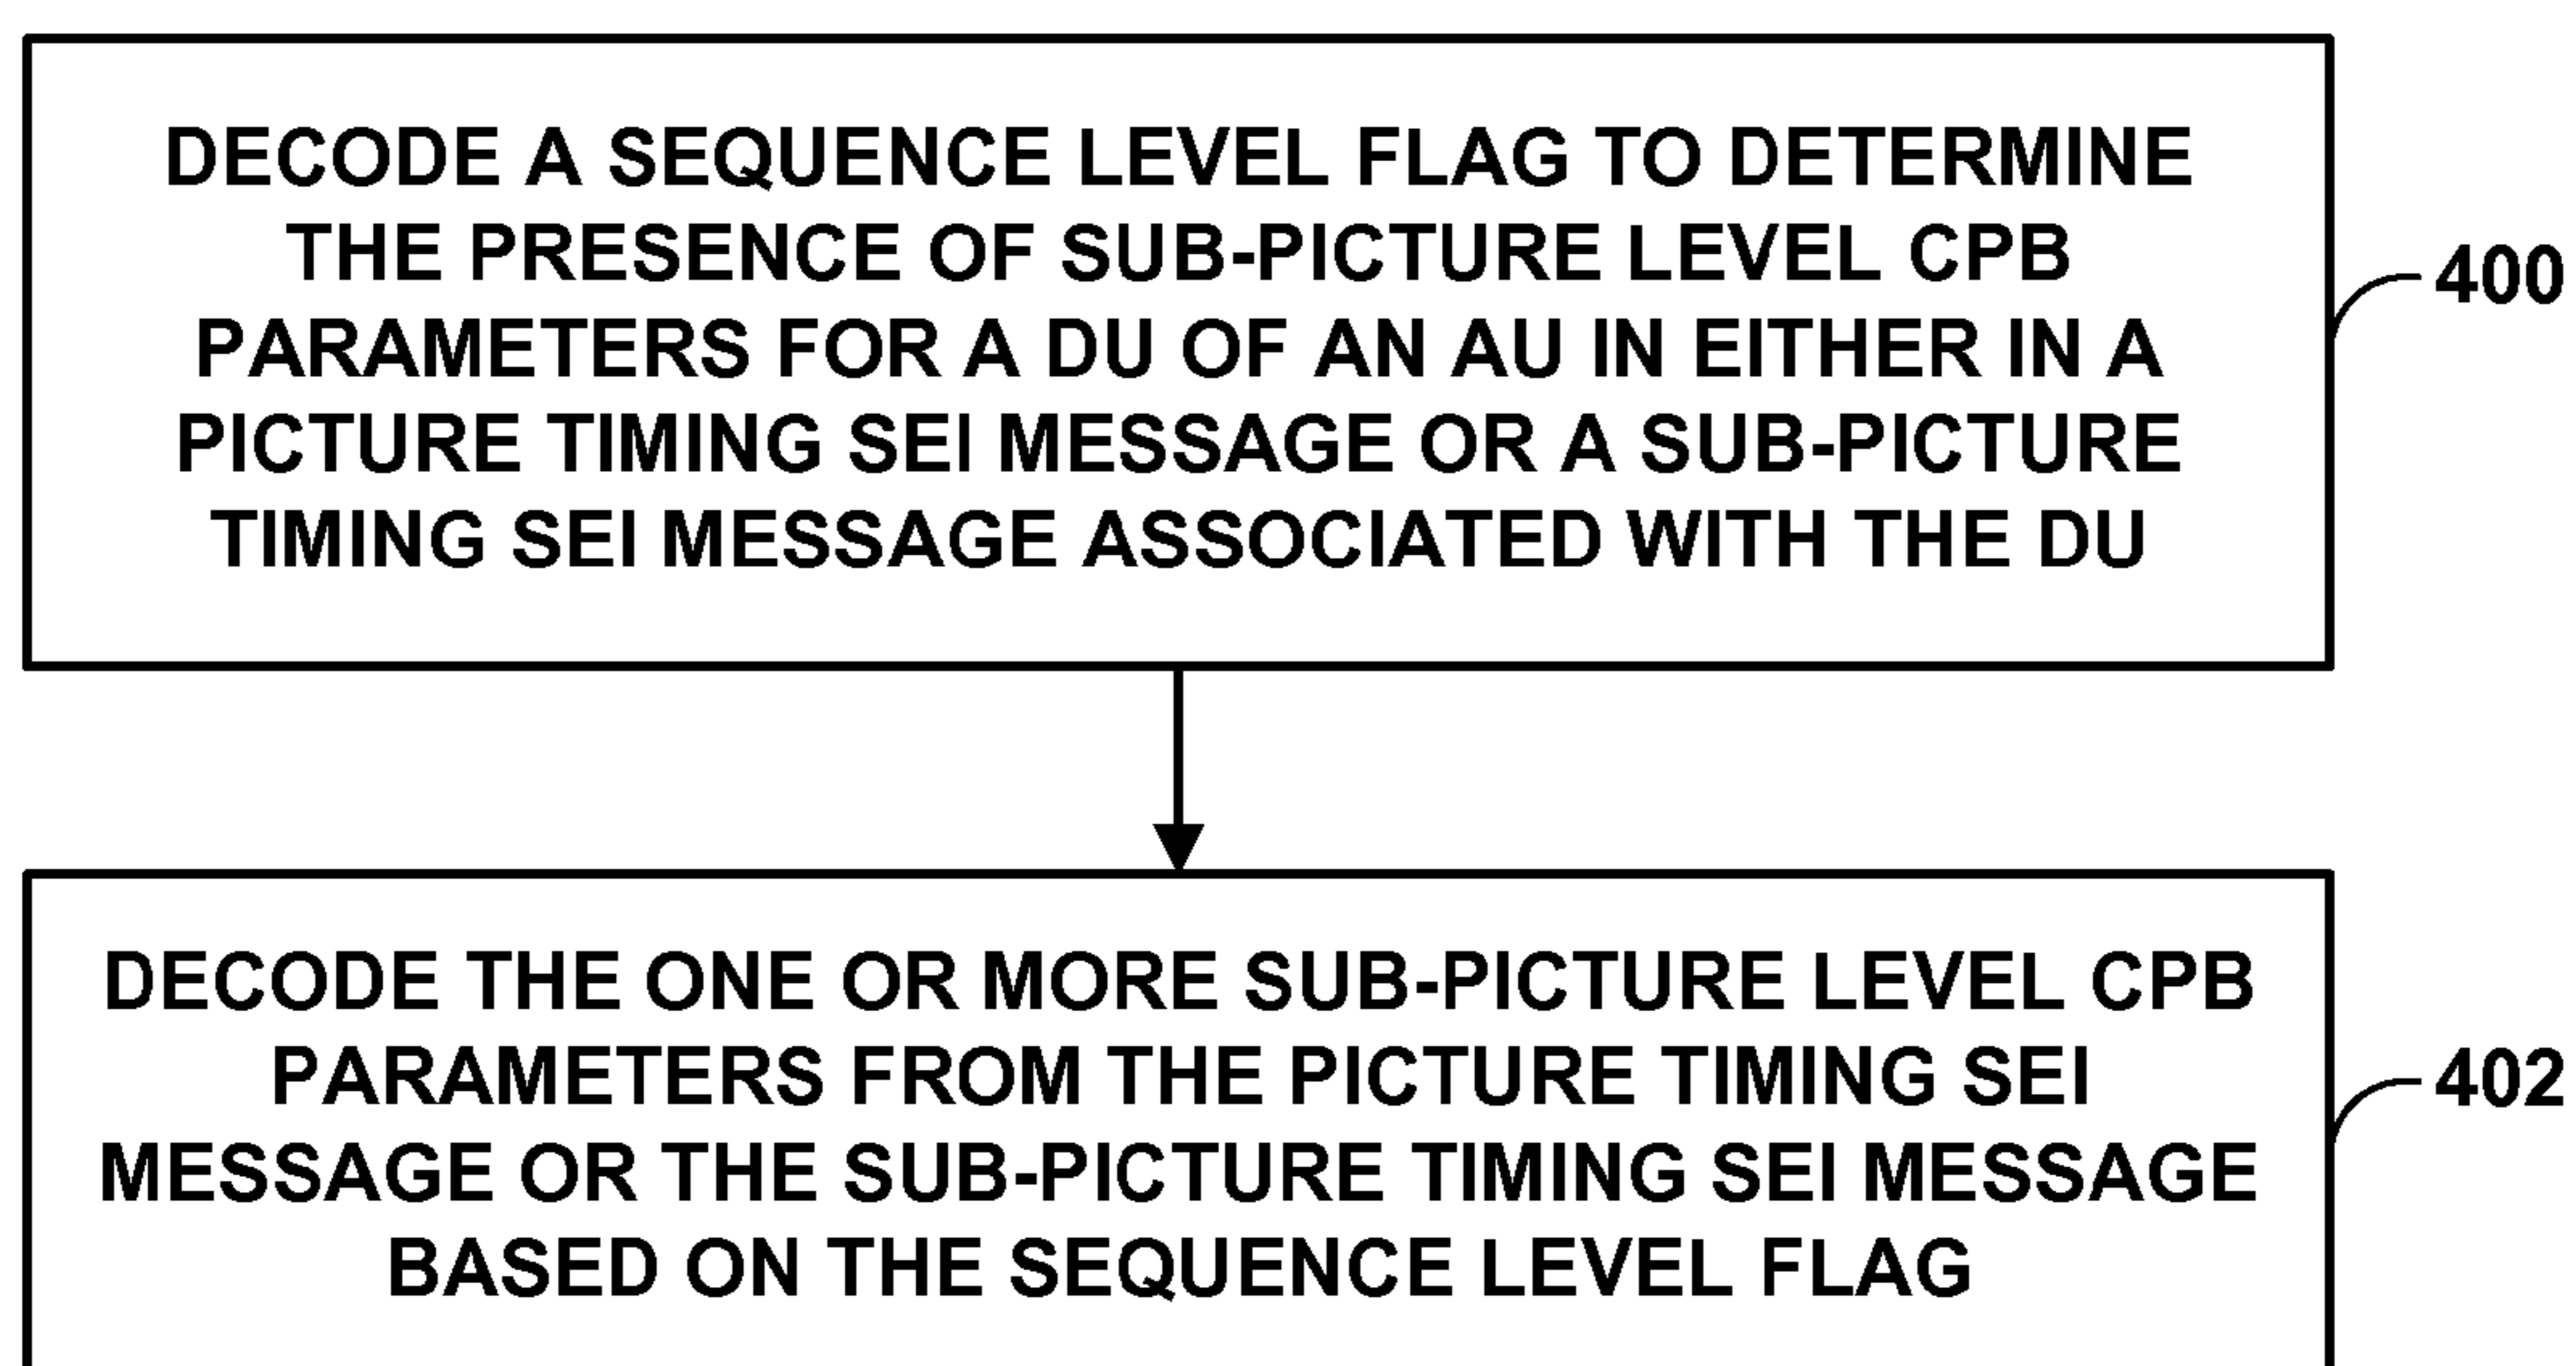 DECODE A SEQUENCE LEVEL FLAG TO DETERMINE
THE PRESENCE OF SUB-PICTURE LEVEL CPB
PARAMETERS FOR A DU OF AN AU IN EITHER IN A
PICTURE TIMING SEI MESSAGE OR A SUB-PICTURE
TIMING SEI MESSAGE ASSOCIATED WITH THE DU
400
DECODE THE ONE OR MORE SUB-PICTURE LEVEL CPB
PARAMETERS FROM THE PICTURE TIMING SEI
MESSAGE OR THE SUB-PICTURE TIMING SEI MESSAGE
BASED ON THE SEQUENCE LEVEL FLAG
402